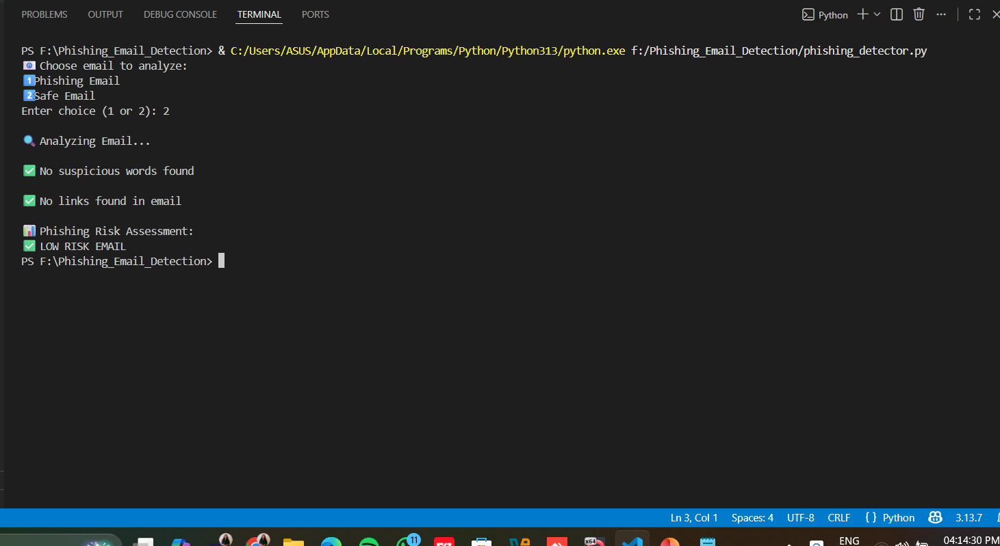 PROBLEMS OUTPUT DEBUG CONSOLE TERMINAL PORTS Python
PS F:\Phishing_Email_Detection> & C:/Users/ASUS/AppData/Local/Programs/Python/Python313/python.exe f:/Phishing_Email_Detection/phishing_detector.py
📧 Choose email to analyze:
1️⃣Phishing Email
2️⃣Safe Email
Enter choice (1 or 2): 2
🔍 Analyzing Email...
✅ No suspicious words found
✅ No links found in email
📊 Phishing Risk Assessment:
✅ LOW RISK EMAIL
PS F:\Phishing_Email_Detection>
Ln 3, Col 1 Spaces: 4 UTF-8 CRLF {} Python 3.13.7
11
x64
ENG
04:14:30 PM